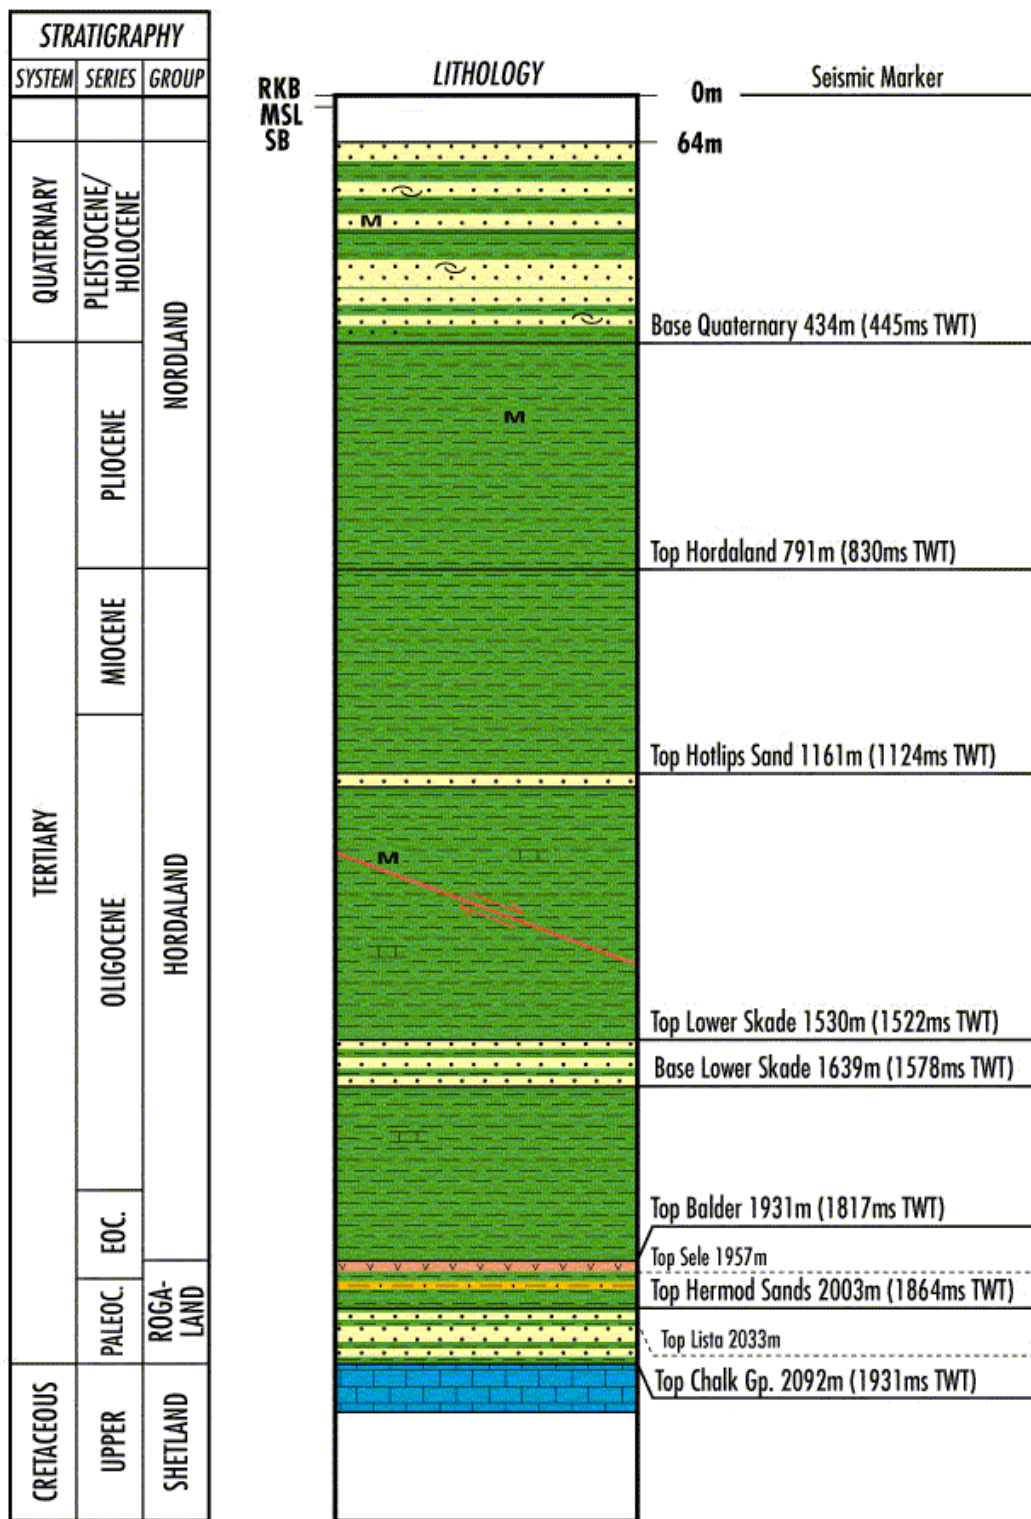 STRATIGRAPHY
SYSTEM SERIES GROUP
LITHOLOGY
Seismic Marker
RKB
MSL
SB
0m
64m
QUATERNARY
PLEISTOCENE/
HOLOCENE
NORDLAND
M
Base Quaternary 434m (445ms TWT)
PLIOCENE
M
Top Hordaland 791m (830ms TWT)
MIOCENE
Top Hotlips Sand 1161m (1124ms TWT)
TERTIARY
OLIGOCENE
HORDALAND
M
Top Lower Skade 1530m (1522ms TWT)
Base Lower Skade 1639m (1578ms TWT)
EOC.
Top Balder 1931m (1817ms TWT)
Top Sele 1957m
PALEOC.
ROGA-
LAND
Top Hermod Sands 2003m (1864ms TWT)
Top Lista 2033m
Top Chalk Gp. 2092m (1931ms TWT)
CRETACEOUS
UPPER
SHETLAND